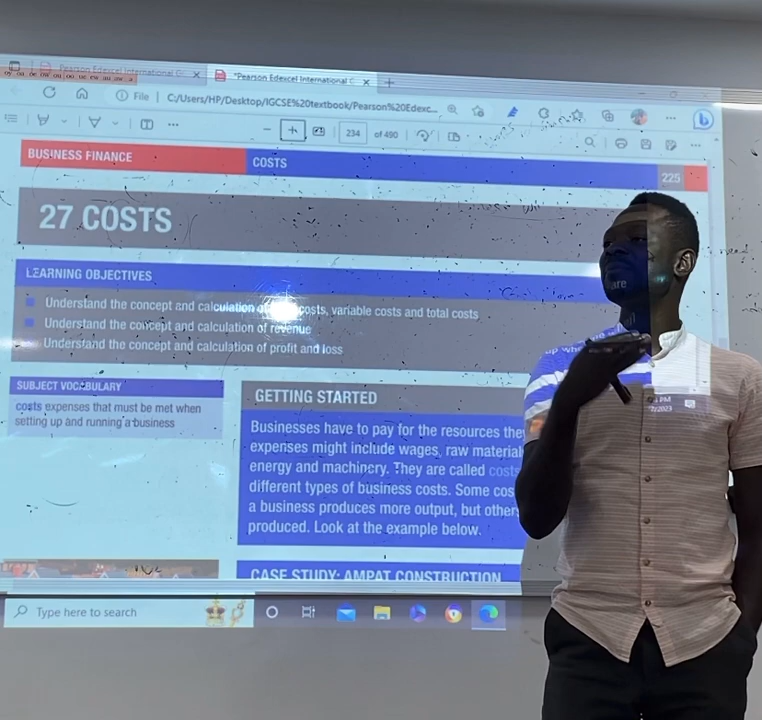 Pearson Edexcel International G
*Pearson Edexcel International G
File
C:/Users/HP/Desktop/IGCSE%20textbook/Pearson%20Edexc...
234
of 490
BUSINESS FINANCE
COSTS
225
27 COSTS
LEARNING OBJECTIVES
Understand the concept and calculation of costs, variable costs and total costs
Understand the concept and calculation of revenue
Understand the concept and calculation of profit and loss
SUBJECT VOCABULARY
costs expenses that must be met when
setting up and running a business
GETTING STARTED
Businesses have to pay for the resources they
expenses might include wages, raw material
energy and machinery. They are called costs
different types of business costs. Some cos
a business produces more output, but other
produced. Look at the example below.
CASE STUDY: AMPAT CONSTRUCTION
are
up whe
PM
/2023
Type here to search